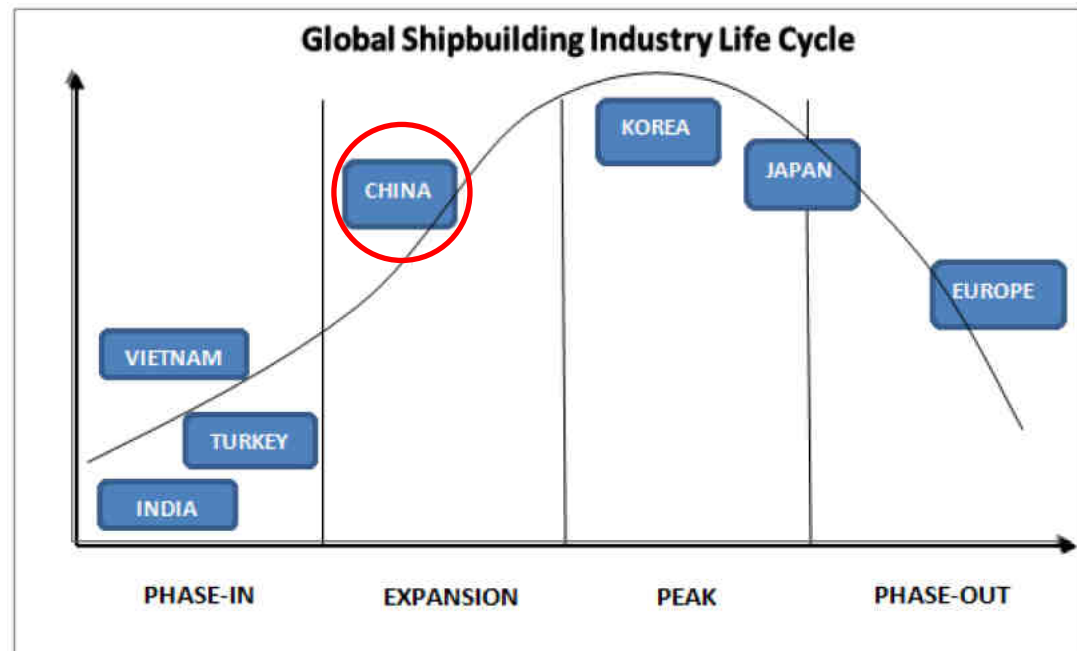 Global Shipbuilding Industry Life Cycle
KOREA
JAPAN
CHINA
EUROPE
VIETNAM
TURKEY
INDIA
PHASE-IN
EXPANSION
PEAK
PHASE-OUT